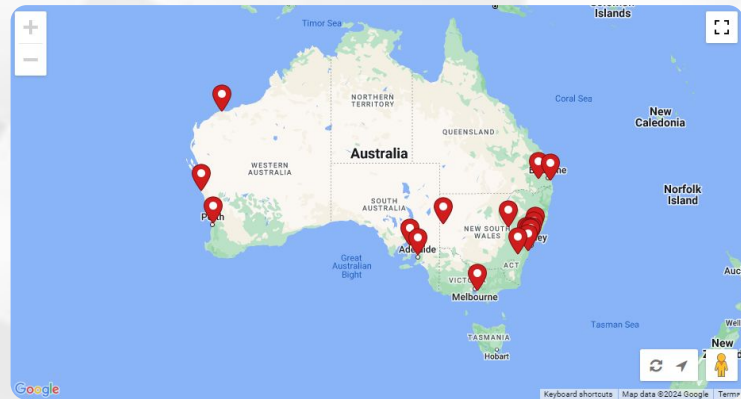 Islands
Timor Sea
NORTHERN
TERRITORY
Coral Sea
New
Caledonia
QUEENSLAND
Australia
WESTERN
AUSTRALIA
Norfolk
Island
SOUTH
AUSTRALIA
NEW SOUTH
WALES
Great
Australian
Bight
ACT
Melbourne
Tasman Sea
TASMANIA
Hobart
New
Google
Keyboard shortcuts
Map data ©2024 Google